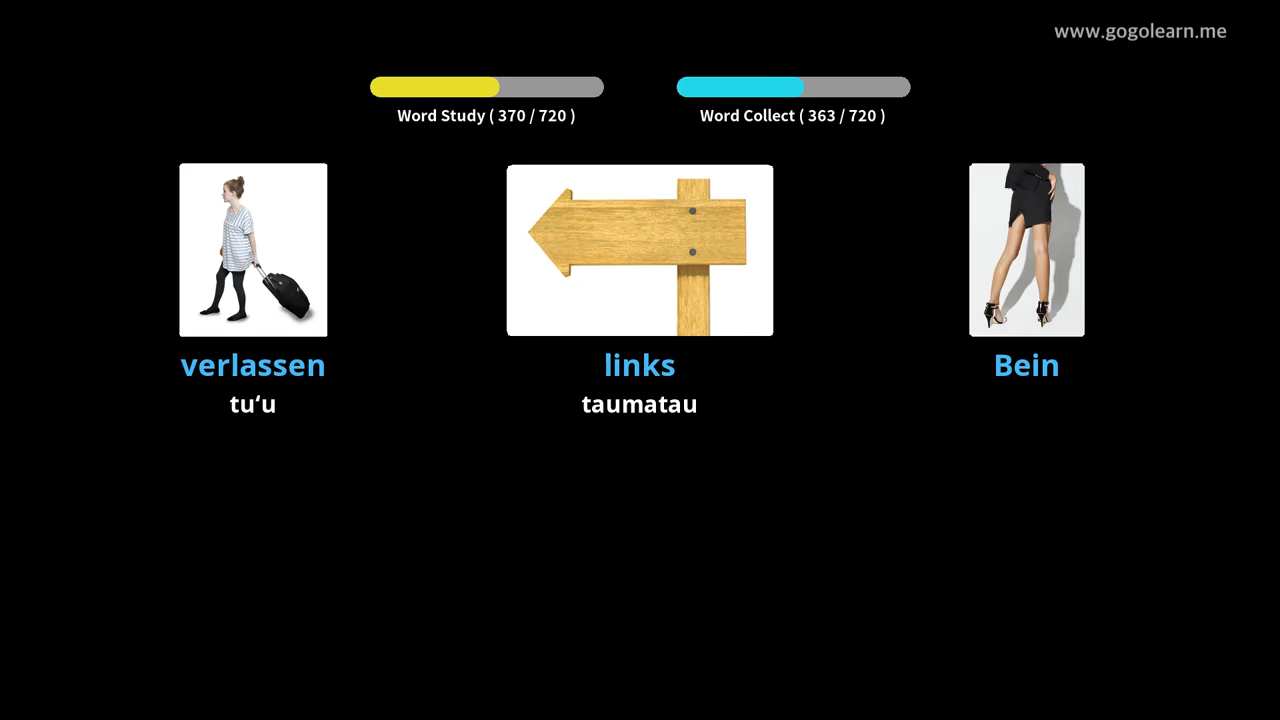 www.gogolearn.me
Word Study ( 370 / 720 )
Word Collect ( 363 / 720 )
verlassen
links
Bein
tuʻu
taumatau